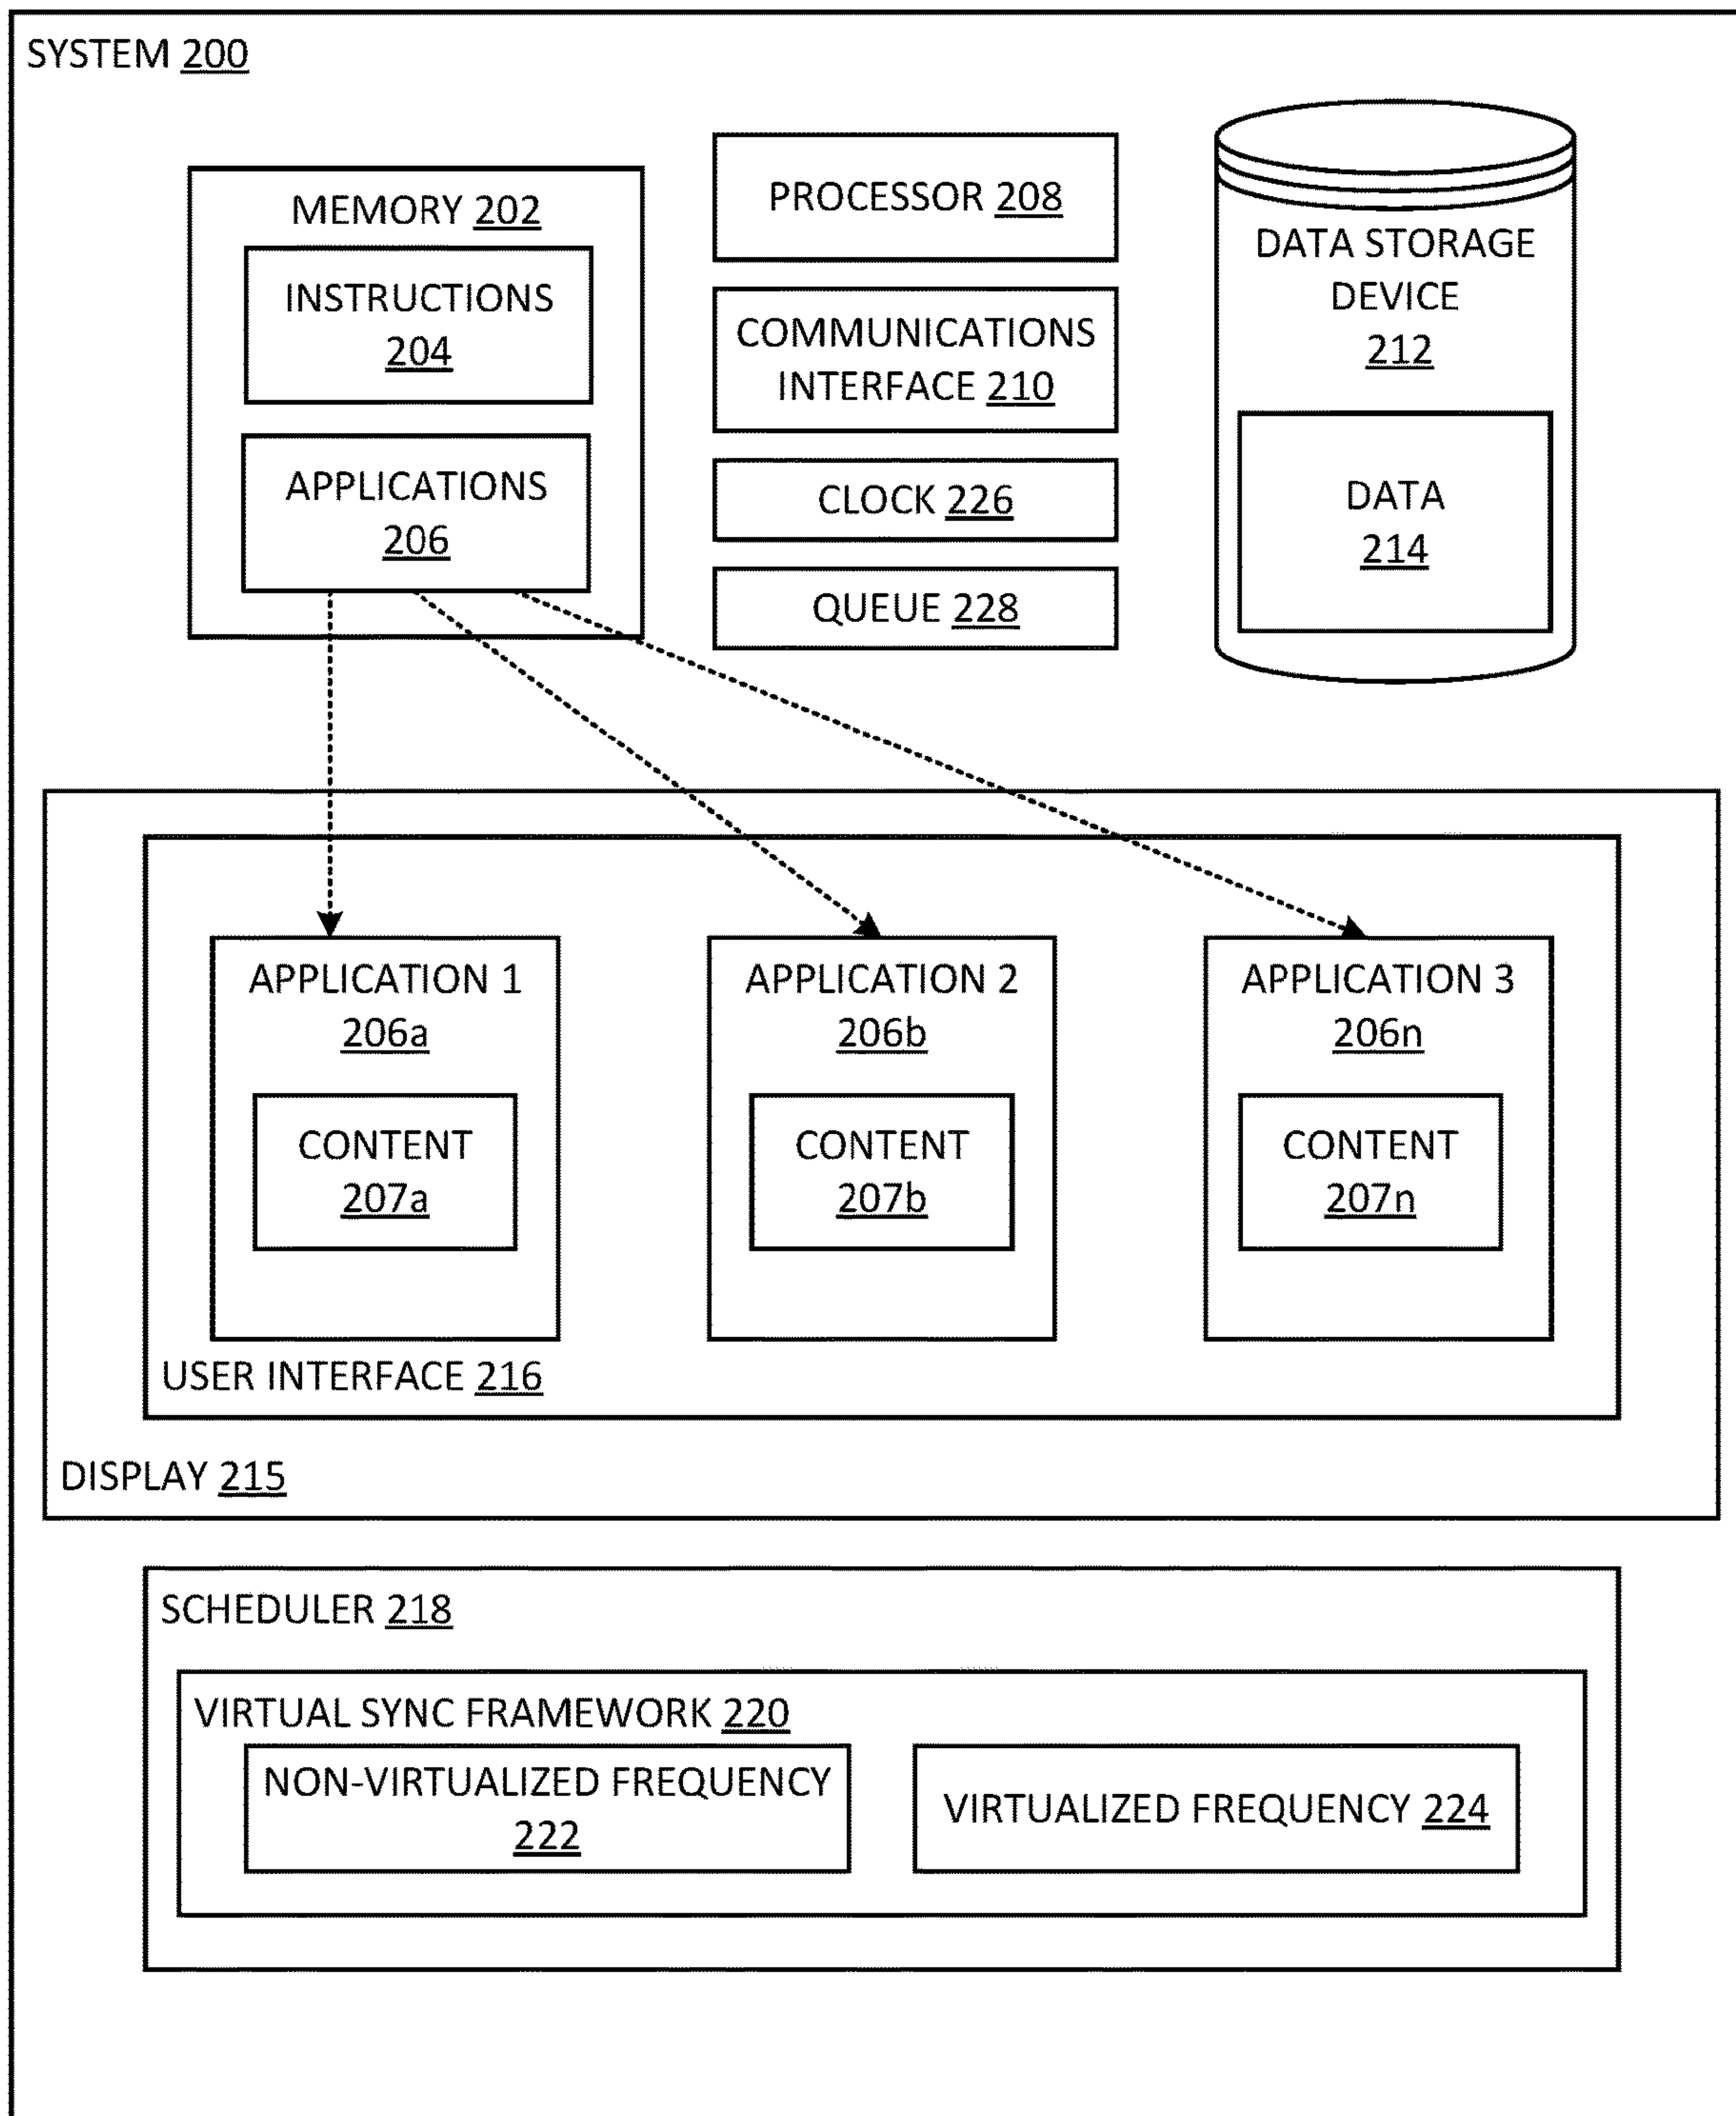 SYSTEM 200
MEMORY 202
INSTRUCTIONS
204
APPLICATIONS
206
PROCESSOR 208
COMMUNICATIONS
INTERFACE 210
CLOCK 226
QUEUE 228
DATA STORAGE
DEVICE
212
DATA
214
APPLICATION 1
206a
CONTENT
207a
APPLICATION 2
206b
CONTENT
207b
APPLICATION 3
206n
CONTENT
207n
USER INTERFACE 216
DISPLAY 215
SCHEDULER 218
VIRTUAL SYNC FRAMEWORK 220
NON-VIRTUALIZED FREQUENCY
222
VIRTUALIZED FREQUENCY 224